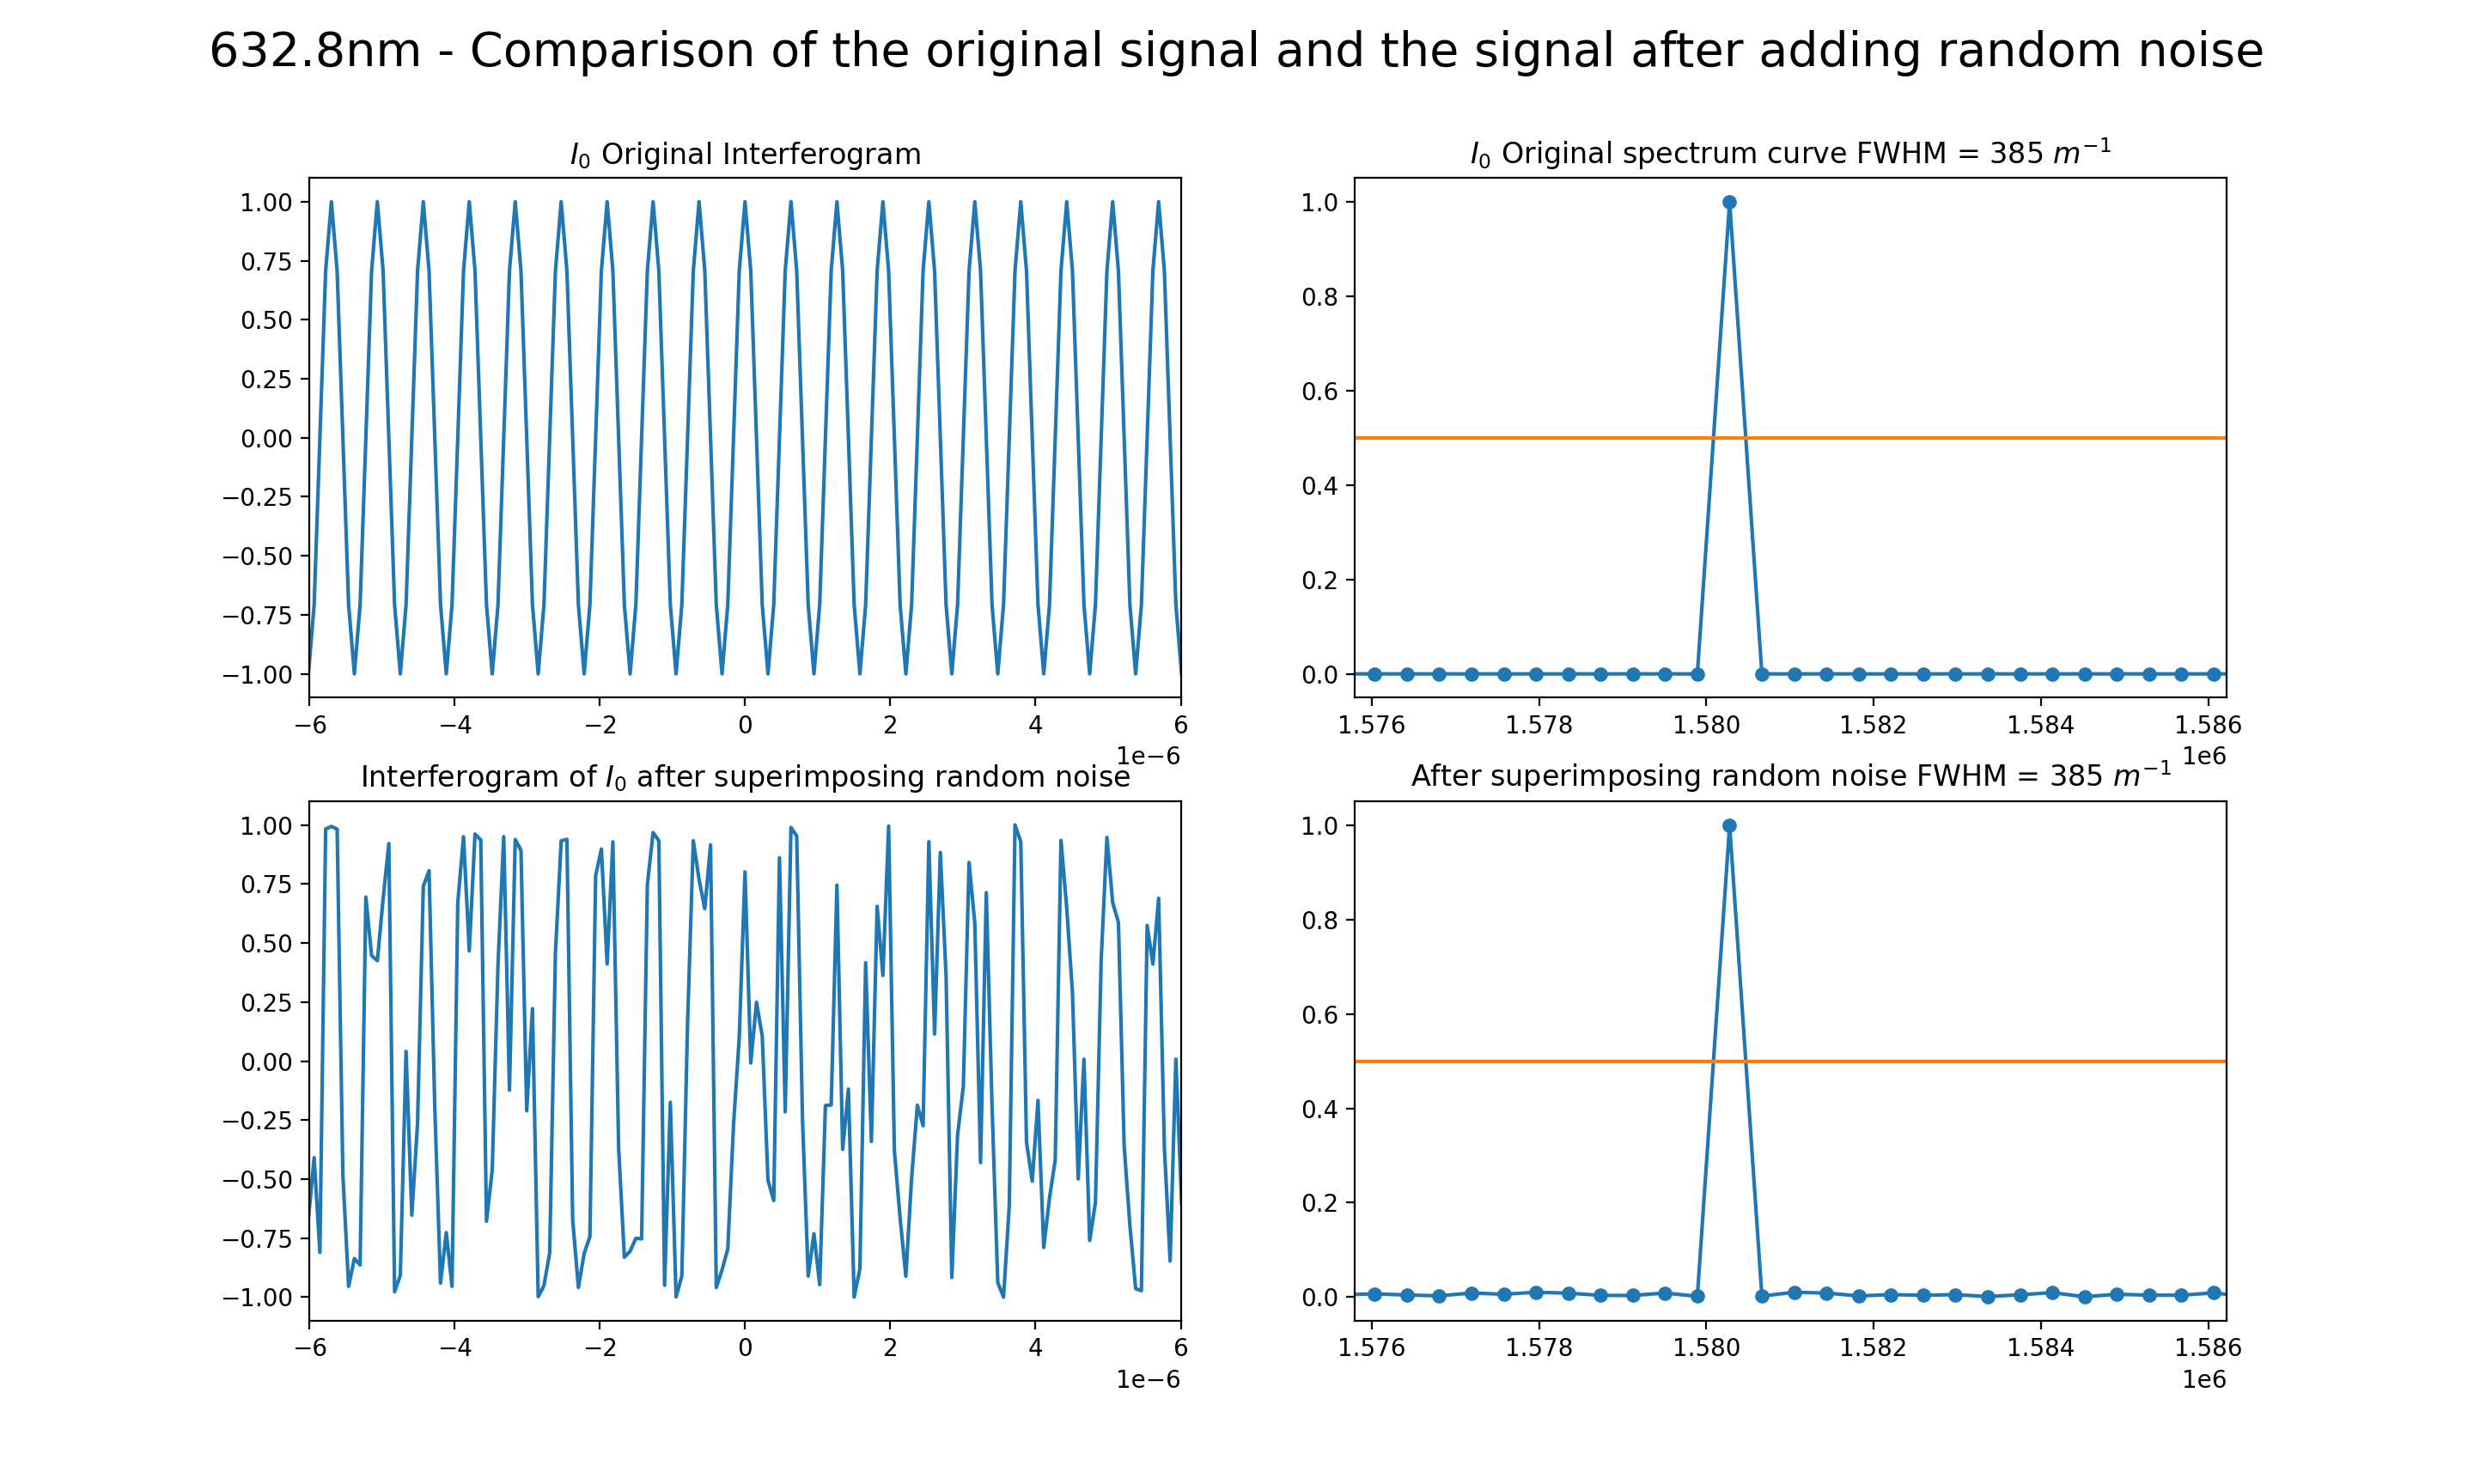 632.8nm - Comparison of the original signal and the signal after adding random noise
I₀ Original Interferogram
1.00
0.75
0.50
0.25
0.00
−0.25
−0.50
−0.75
−1.00
−6 −4 −2 0 2 4 6
1e−6
I₀ Original spectrum curve FWHM = 385 m⁻¹
1.0
0.8
0.6
0.4
0.2
0.0
1.576 1.578 1.580 1.582 1.584 1.586
1e6
Interferogram of I₀ after superimposing random noise
1.00
0.75
0.50
0.25
0.00
−0.25
−0.50
−0.75
−1.00
−6 −4 −2 0 2 4 6
1e−6
After superimposing random noise FWHM = 385 m⁻¹
1.0
0.8
0.6
0.4
0.2
0.0
1.576 1.578 1.580 1.582 1.584 1.586
1e6